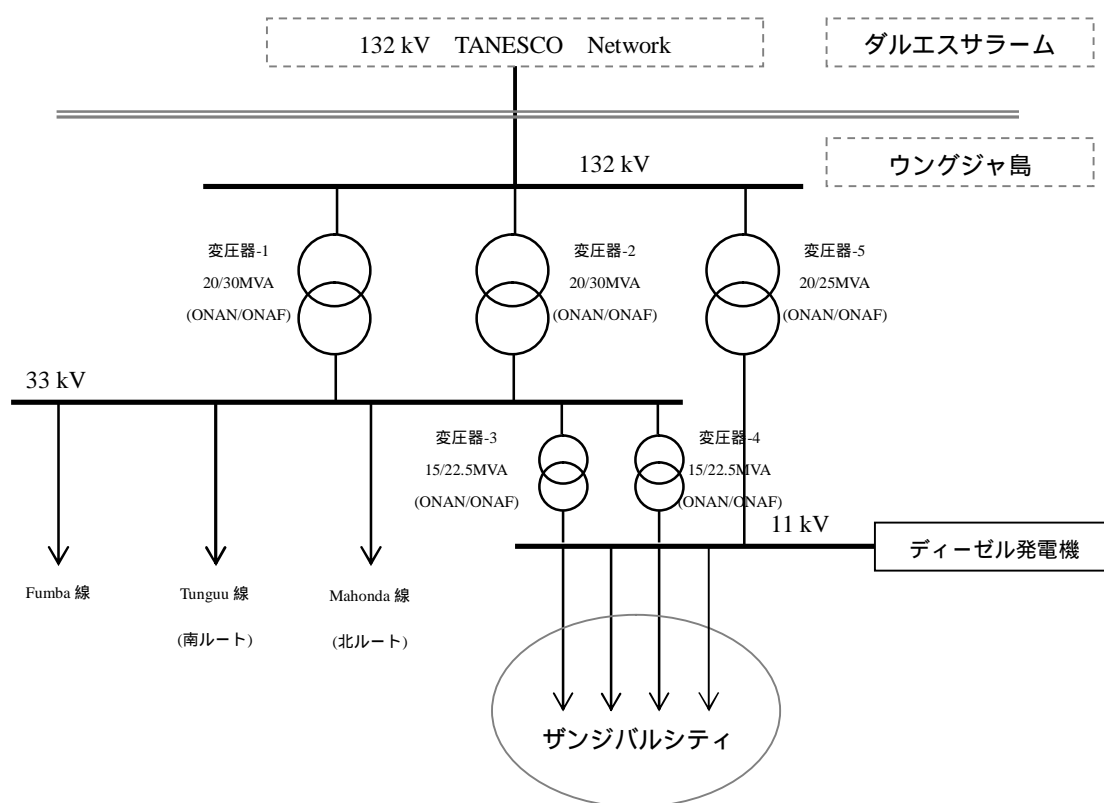 132 kV TANESCO Network
ダルエスサラーム
ウングジャ島
132 kV
変圧器-1
20/30MVA
(ONAN/ONAF)
変圧器-2
20/30MVA
(ONAN/ONAF)
変圧器-5
20/25MVA
(ONAN/ONAF)
33 kV
変圧器-3
15/22.5MVA
(ONAN/ONAF)
変圧器-4
15/22.5MVA
(ONAN/ONAF)
11 kV
ディーゼル発電機
Fumba 線
Tunguu 線
(南ルート)
Mahonda 線
(北ルート)
ザンジバルシティ